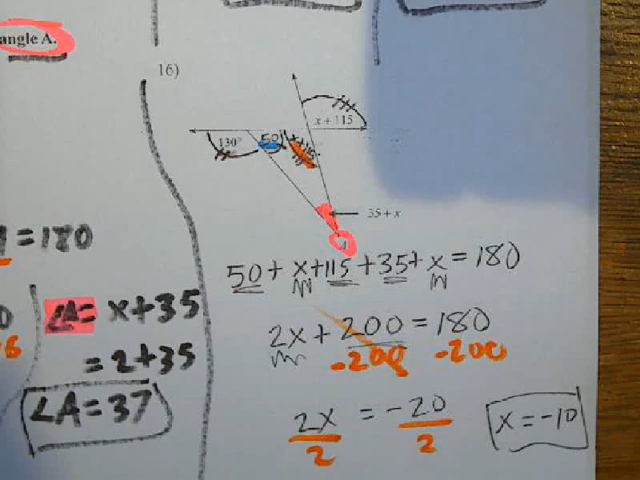 angle A.
16)
130°
50
x + 115
x+115
35 + x
A
50 + x + 115 + 35 + x = 180
= 180
2x + 200 = 180
-200 -200
∠A = x + 35
= 2 + 35
∠A = 37
2x = -20
2 2
x = -10